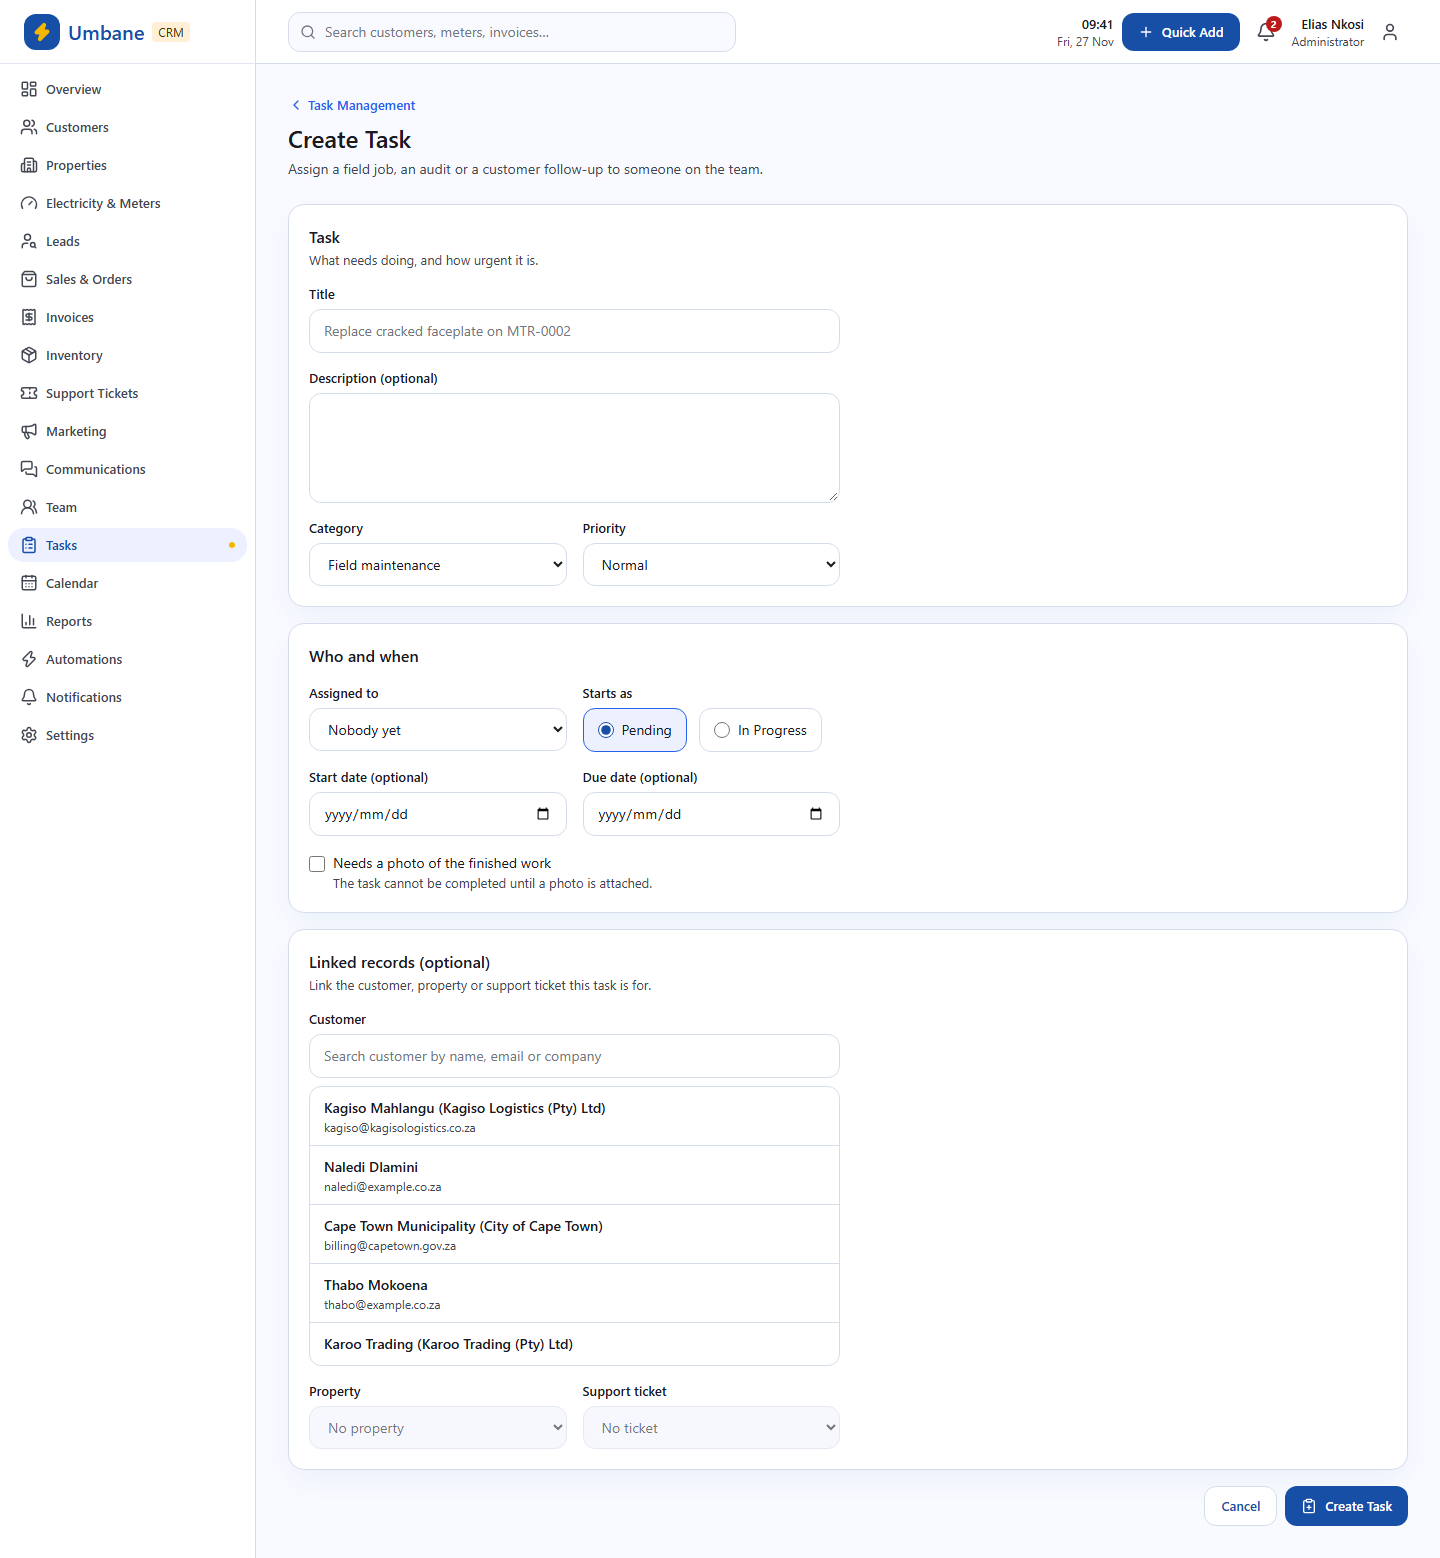 Umbane CRM
Search customers, meters, invoices...
09:41
Fri, 27 Nov
Quick Add
2
Elias Nkosi
Administrator
Overview
Customers
Properties
Electricity & Meters
Leads
Sales & Orders
Invoices
Inventory
Support Tickets
Marketing
Communications
Team
Tasks
Calendar
Reports
Automations
Notifications
Settings
Task Management
Create Task
Assign a field job, an audit or a customer follow-up to someone on the team.
Task
What needs doing, and how urgent it is.
Title
Replace cracked faceplate on MTR-0002
Description (optional)
Category
Priority
Field maintenance
Normal
Who and when
Assigned to
Starts as
Nobody yet
Pending
In Progress
Start date (optional)
Due date (optional)
yyyy/mm/dd
yyyy/mm/dd
Needs a photo of the finished work
The task cannot be completed until a photo is attached.
Linked records (optional)
Link the customer, property or support ticket this task is for.
Customer
Search customer by name, email or company
Kagiso Mahlangu (Kagiso Logistics (Pty) Ltd)
kagiso@kagisologistics.co.za
Naledi Dlamini
naledi@example.co.za
Cape Town Municipality (City of Cape Town)
billing@capetown.gov.za
Thabo Mokoena
thabo@example.co.za
Karoo Trading (Karoo Trading (Pty) Ltd)
Property
Support ticket
No property
No ticket
Cancel
Create Task